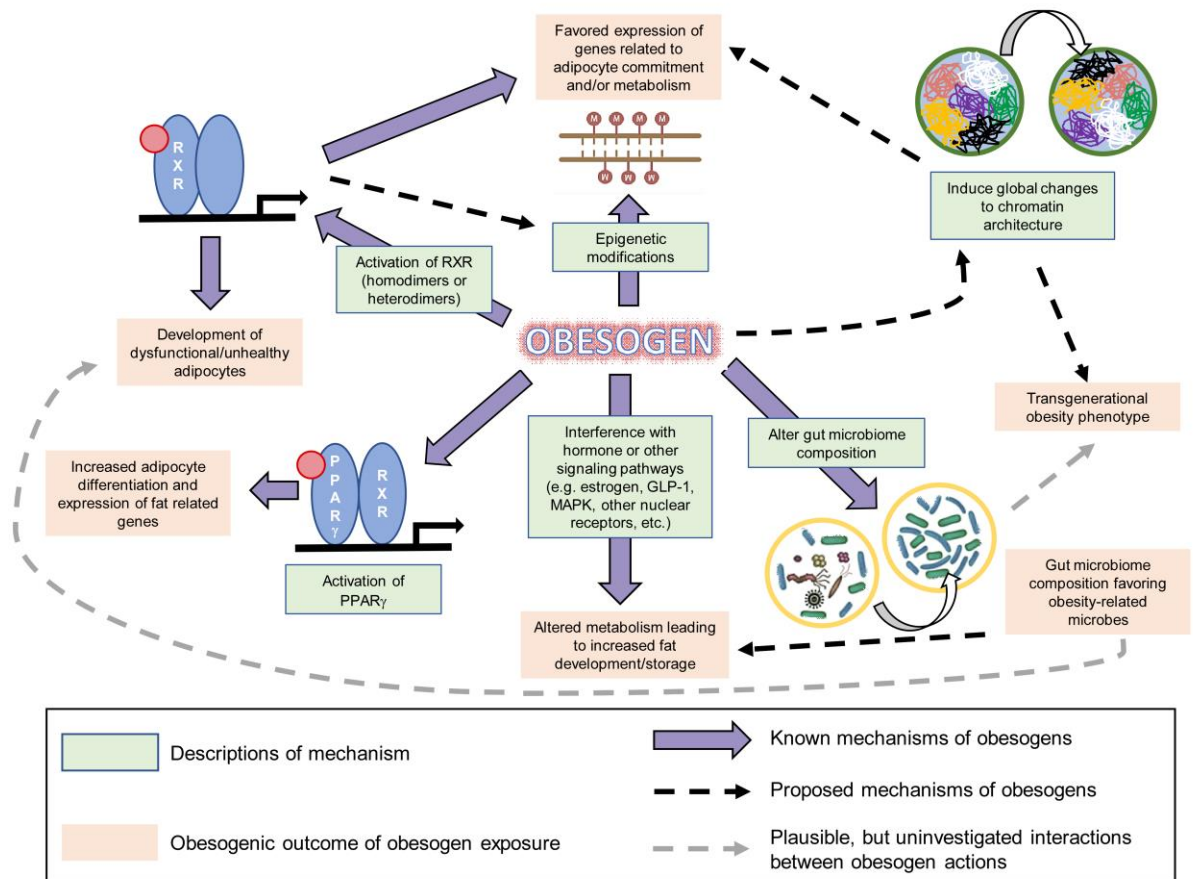 Favored expression of
genes related to
adipocyte commitment
and/or metabolism
M M M M
M M M
R
X
R
Induce global changes
to chromatin
architecture
Epigenetic
modifications
Activation of RXR
(homodimers or
heterodimers)
OBESOGEN
Development of
dysfunctional/unhealthy
adipocytes
Transgenerational
obesity phenotype
Interference with
hormone or other
signaling pathways
(e.g. estrogen, GLP-1,
MAPK, other nuclear
receptors, etc.)
Alter gut microbiome
composition
Increased adipocyte
differentiation and
expression of fat related
genes
P
P
A
R
γ
R
X
R
Activation of
PPARγ
Gut microbiome
composition favoring
obesity-related
microbes
Altered metabolism leading
to increased fat
development/storage
Descriptions of mechanism
Obesogenic outcome of obesogen exposure
Known mechanisms of obesogens
Proposed mechanisms of obesogens
Plausible, but uninvestigated interactions
between obesogen actions